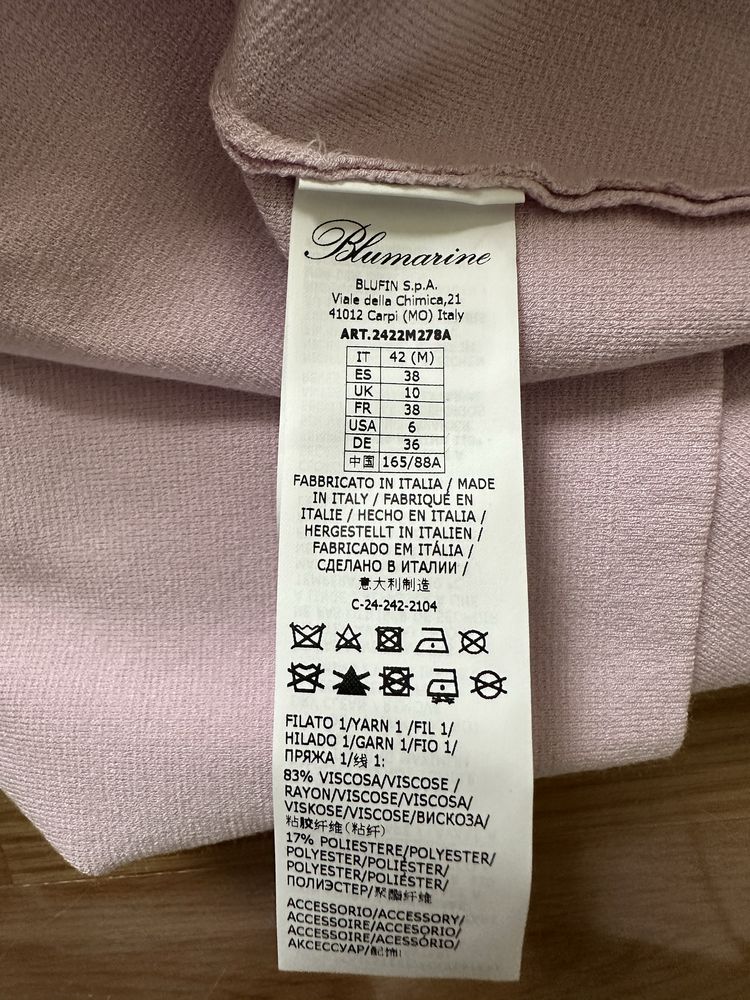 Blumarine
BLUFIN S.p.A.
Viale della Chimica,21
41012 Carpi (MO) Italy
ART.2422M278A
IT 42 (M)
ES 38
UK 10
FR 38
USA 6
DE 36
中国 165/88A
FABBRICATO IN ITALIA / MADE
IN ITALY / FABRIQUÉ EN
ITALIE / HECHO EN ITALIA /
HERGESTELLT IN ITALIEN /
FABRICADO EM ITÁLIA /
СДЕЛАНО В ИТАЛИИ /
意大利制造
C-24-242-2104
FILATO 1/YARN 1 /FIL 1/
HILADO 1/GARN 1/FIO 1/
ПРЯЖА 1/线 1:
83% VISCOSA/VISCOSE /
RAYON/VISCOSE/VISCOSA/
VISKOSE/VISCOSE/ВИСКОЗА/
粘胶纤维(粘纤)
17% POLIESTERE/POLYESTER/
POLYESTER/POLIÉSTER/
POLYESTER/POLIÉSTER/
ПОЛИЭСТЕР/聚酯纤维
ACCESSORIO/ACCESSORY/
ACCESSOIRE/ACCESORIO/
ACCESSOIRE/ACESSÓRIO/
АКСЕССУАР/配饰: